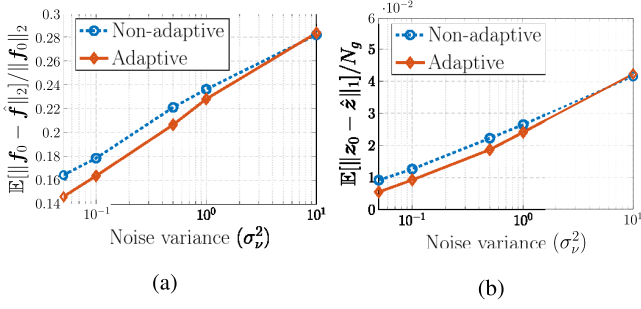 0.3
0.28
0.26
0.24
0.22
0.2
0.18
0.16
0.14
𝔼[‖f₀ − f̂‖₂]/‖f₀‖₂
Non-adaptive
Adaptive
10⁻¹ 10⁰ 10¹
Noise variance (σ²ᵥ)
(a)
·10⁻²
6
5
4
3
2
1
0
𝔼[‖z₀ − ẑ‖₁]/N_g
Non-adaptive
Adaptive
10⁻¹ 10⁰ 10¹
Noise variance (σ²ᵥ)
(b)